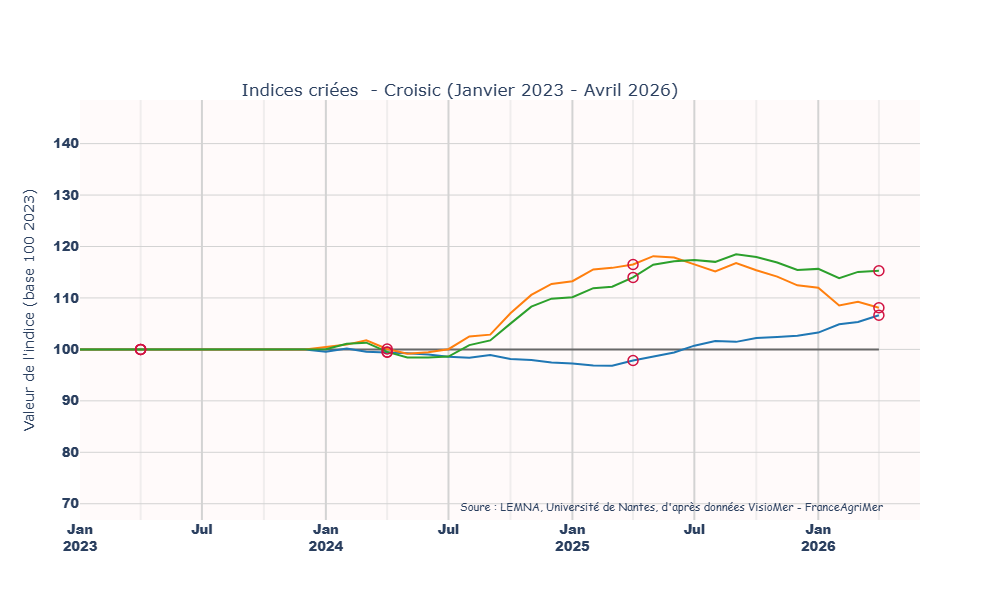 Indices criées  - Croisic (Janvier 2023 - Avril 2026)
Valeur de l'indice (base 100 2023)
140
130
120
110
100
90
80
70
Soure : LEMNA, Université de Nantes, d'après données VisioMer - FranceAgriMer
Jan Jul Jan Jul Jan Jul Jan
2023 2024 2025 2026